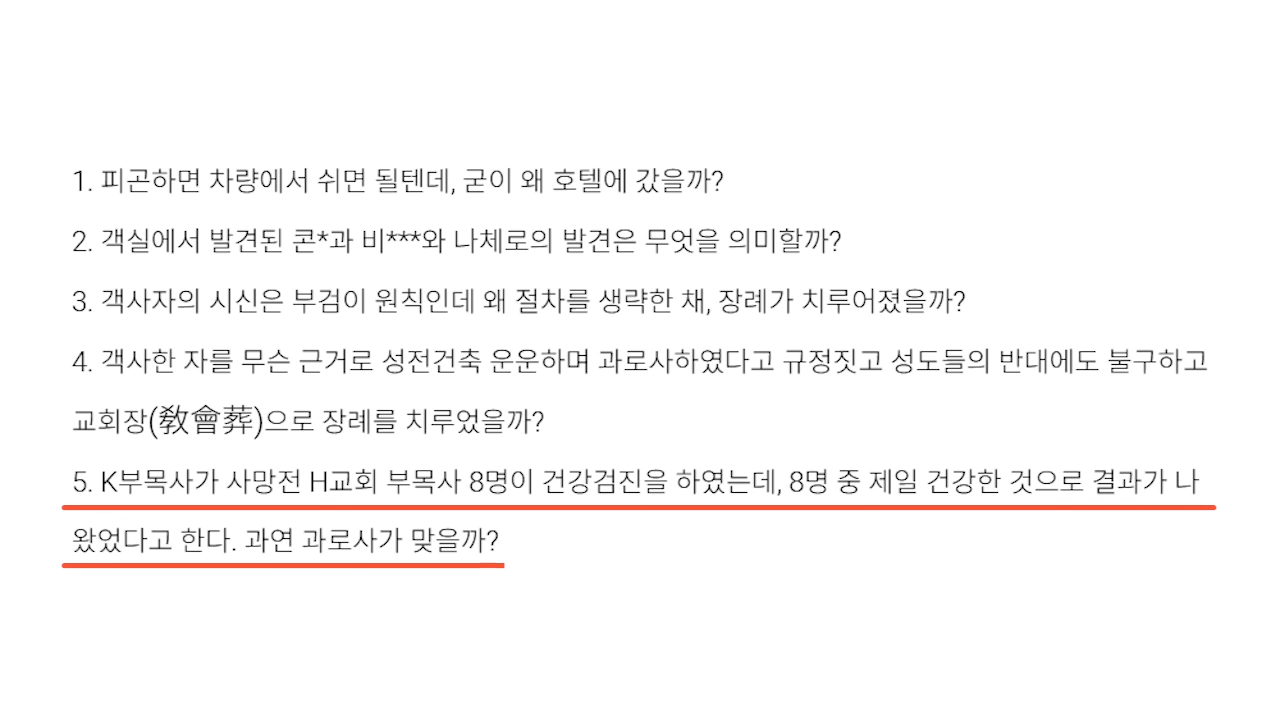 1. 피곤하면 차량에서 쉬면 될텐데, 굳이 왜 호텔에 갔을까?
2. 객실에서 발견된 콘*과 비***와 나체로의 발견은 무엇을 의미할까?
3. 객사자의 시신은 부검이 원칙인데 왜 절차를 생략한 채, 장례가 치루어졌을까?
4. 객사한 자를 무슨 근거로 성전건축 운운하며 과로사하였다고 규정짓고 성도들의 반대에도 불구하고
교회장(敎會葬)으로 장례를 치루었을까?
5. K부목사가 사망전 H교회 부목사 8명이 건강검진을 하였는데, 8명 중 제일 건강한 것으로 결과가 나
왔었다고 한다. 과연 과로사가 맞을까?